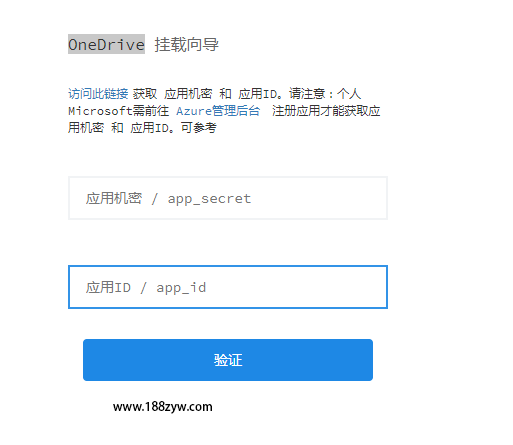 OneDrive 挂载向导
访问此链接 获取 应用机密 和 应用ID。请注意：个人
Microsoft需前往 Azure管理后台 注册应用才能获取应
用机密 和 应用ID。可参考
应用机密 / app_secret
应用ID / app_id
验证
www.188zyw.com